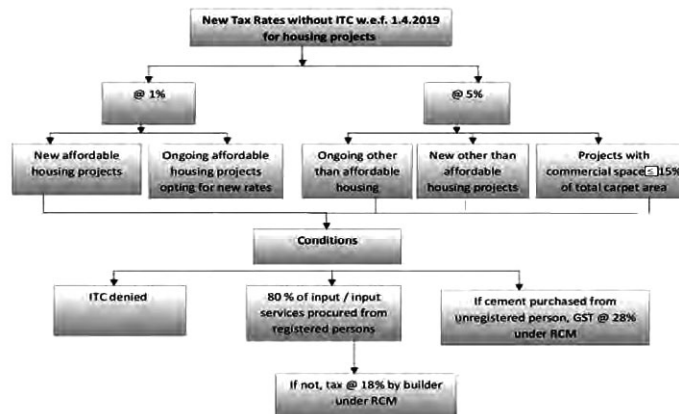 New Tax Rates without ITC w.e.f. 1.4.2019
for housing projects
@ 1%
@ 5%
New affordable
housing projects
Ongoing affordable
housing projects
opting for new rates
Ongoing other
than affordable
housing
New other than
affordable
housing projects
Projects with
commercial space ≤ 15%
of total carpet area
Conditions
ITC denied
80 % of input / input
services procured from
registered persons
If cement purchased from
unregistered person, GST @ 28%
under RCM
If not, tax @ 18% by builder
under RCM